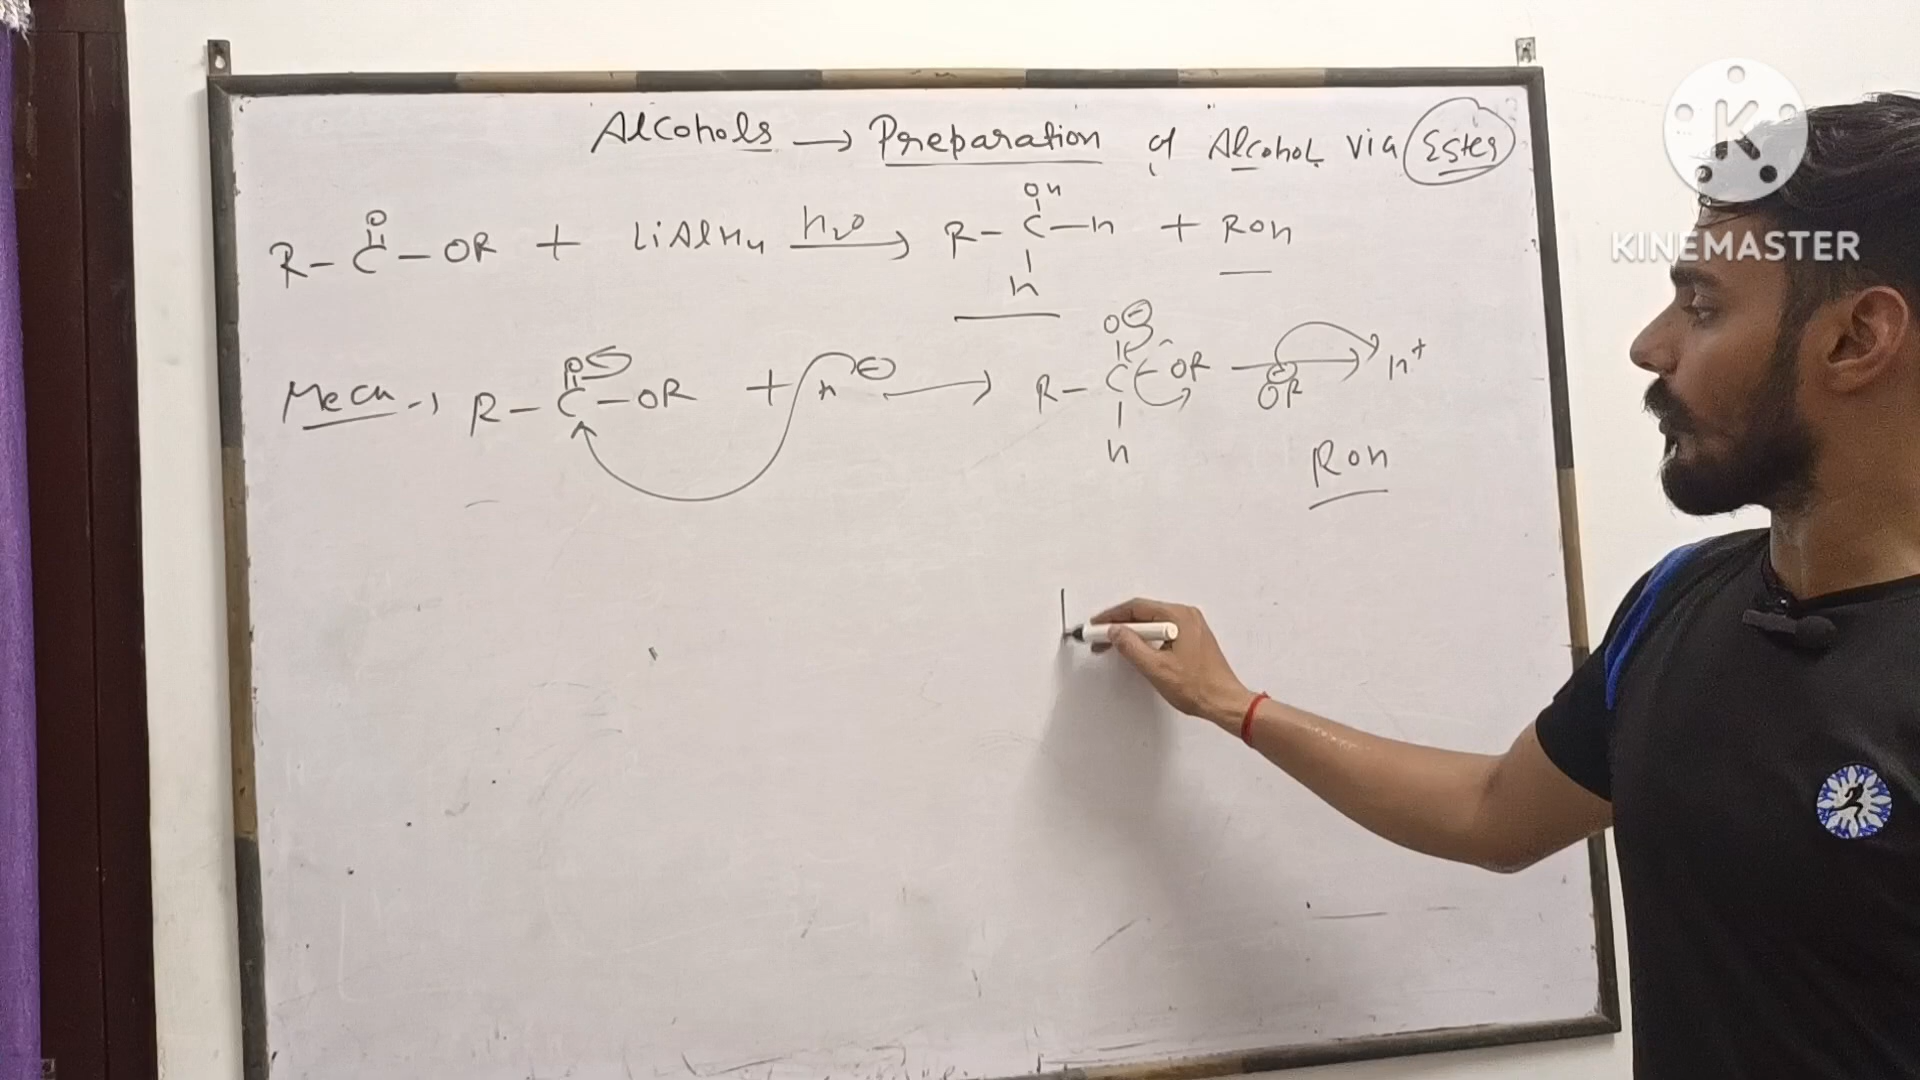 Alcohols → Preparation of Alcohol via Ester
KINEMASTER
O
OH
R - C - OR + LiAlH4 H2O → R - C - H + ROH
H
Mech → R - C - OR + H⊖ → R - C - OR → H+
O
O⊖
⊖OR
H
ROH